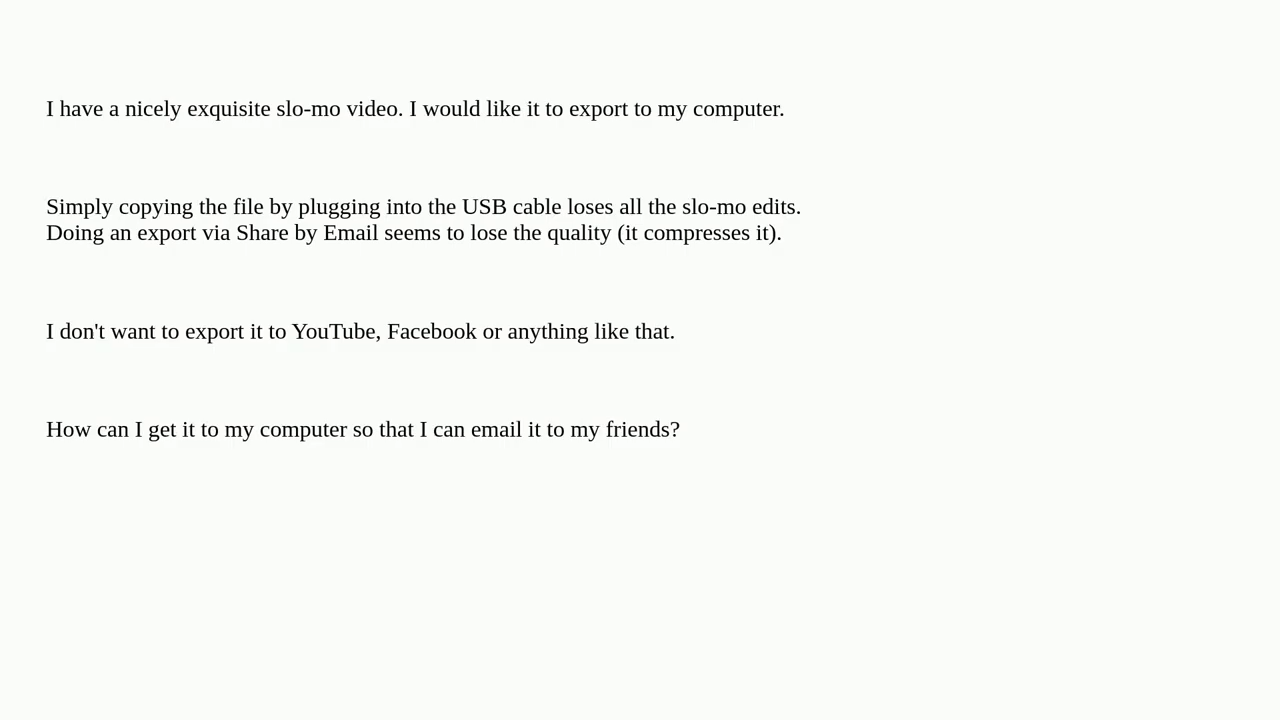 I have a nicely exquisite slo-mo video. I would like it to export to my computer.
Simply copying the file by plugging into the USB cable loses all the slo-mo edits.
Doing an export via Share by Email seems to lose the quality (it compresses it).
I don't want to export it to YouTube, Facebook or anything like that.
How can I get it to my computer so that I can email it to my friends?